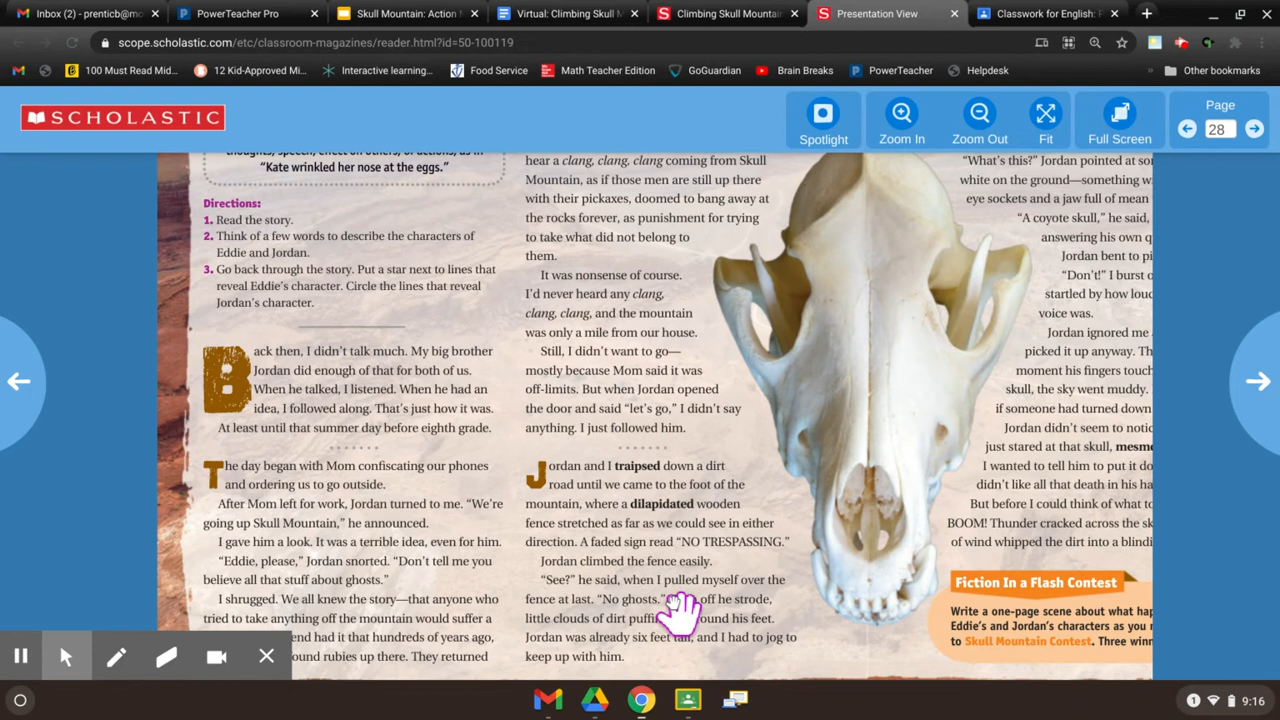 Inbox (2) - prenticb@mo
PowerTeacher Pro
Skull Mountain: Action M
Virtual: Climbing Skull M
Climbing Skull Mountain
Presentation View
Classwork for English: P
scope.scholastic.com/etc/classroom-magazines/reader.html?id=50-100119
100 Must Read Mid...
12 Kid-Approved Mi...
Interactive learning...
Food Service
Math Teacher Edition
GoGuardian
Brain Breaks
PowerTeacher
Helpdesk
Other bookmarks
SCHOLASTIC
Spotlight
Zoom In
Zoom Out
Fit
Full Screen
Page
28
"Kate wrinkled her nose at the eggs."
Directions:
1. Read the story.
2. Think of a few words to describe the characters of
Eddie and Jordan.
3. Go back through the story. Put a star next to lines that
reveal Eddie's character. Circle the lines that reveal
Jordan's character.
Back then, I didn't talk much. My big brother
Jordan did enough of that for both of us.
When he talked, I listened. When he had an
idea, I followed along. That's just how it was.
At least until that summer day before eighth grade.
The day began with Mom confiscating our phones
and ordering us to go outside.
After Mom left for work, Jordan turned to me. "We're
going up Skull Mountain," he announced.
I gave him a look. It was a terrible idea, even for him.
"Eddie, please," Jordan snorted. "Don't tell me you
believe all that stuff about ghosts."
I shrugged. We all knew the story—that anyone who
tried to take anything off the mountain would suffer a
end had it that hundreds of years ago,
ound rubies up there. They returned
hear a clang, clang, clang coming from Skull
Mountain, as if those men are still up there
with their pickaxes, doomed to bang away at
the rocks forever, as punishment for trying
to take what did not belong to
them.
It was nonsense of course.
I'd never heard any clang,
clang, clang, and the mountain
was only a mile from our house.
Still, I didn't want to go—
mostly because Mom said it was
off-limits. But when Jordan opened
the door and said "let's go," I didn't say
anything. I just followed him.
Jordan and I traipsed down a dirt
road until we came to the foot of the
mountain, where a dilapidated wooden
fence stretched as far as we could see in either
direction. A faded sign read "NO TRESPASSING."
Jordan climbed the fence easily.
"See?" he said, when I pulled myself over the
fence at last. "No ghosts." off he strode,
little clouds of dirt puffi ound his feet.
Jordan was already six feet tall, and I had to jog to
keep up with him.
"What's this?" Jordan pointed at so
white on the ground—something w
eye sockets and a jaw full of mean
"A coyote skull," he said,
answering his own q
Jordan bent to pi
"Don't!" I burst o
startled by how loud
voice was.
Jordan ignored me
picked it up anyway. Th
moment his fingers touch
skull, the sky went muddy.
if someone had turned down
Jordan didn't seem to notic
just stared at that skull, mesme
I wanted to tell him to put it do
didn't like all that death in his ha
But before I could think of what to
BOOM! Thunder cracked across the sk
of wind whipped the dirt into a blindi
Fiction In a Flash Contest
Write a one-page scene about what hap
Eddie's and Jordan's characters as you r
to Skull Mountain Contest. Three winn
1
9:16